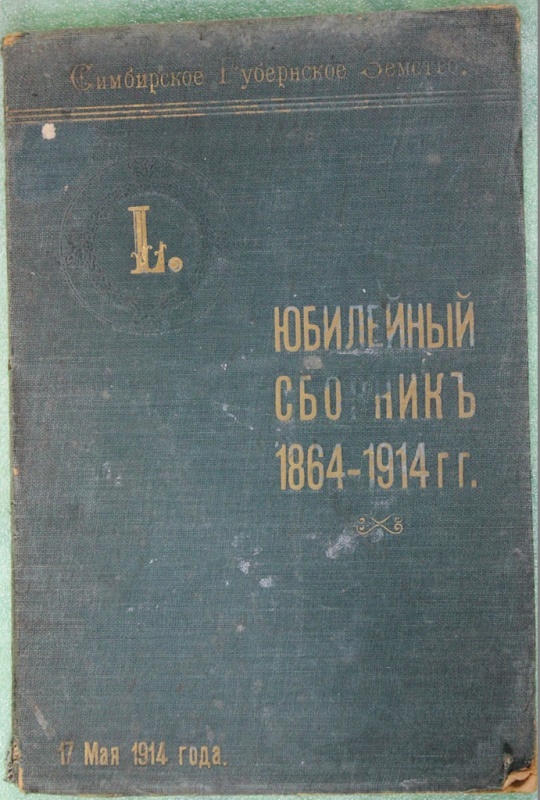 Симбирское Губернское Земство.
L.
ЮБИЛЕЙНЫЙ
СБОРНИКЪ
1864-1914 гг.
17 Мая 1914 года.